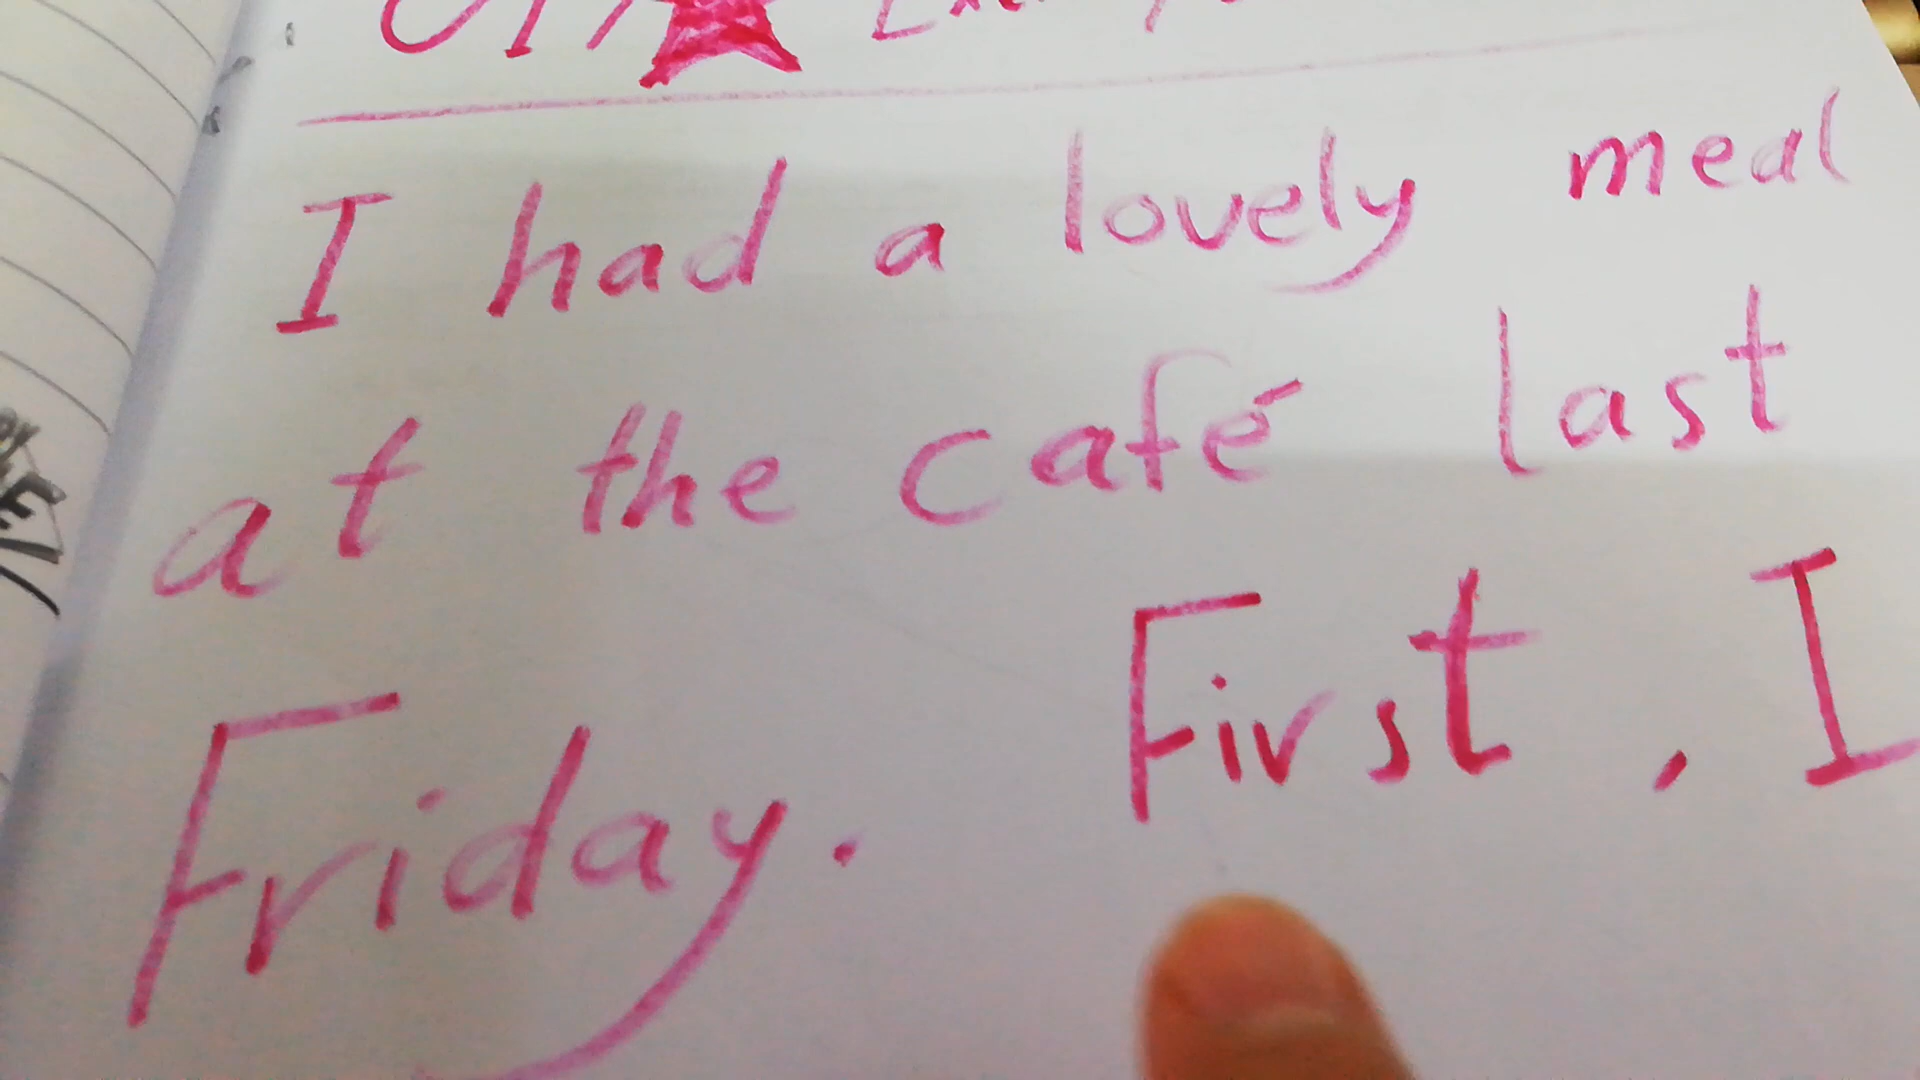 I had a lovely meal
at the café last
Friday. First, I